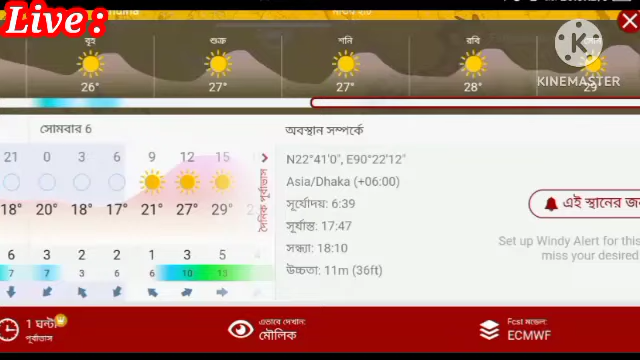 Live :
বৃহ শুক্র শনি রবি
26° 27° 27° 28° 29°
KINEMASTER
সোমবার 6
অবস্থান সম্পর্কে
21 0 3 6 9 12 15
18° 20° 18° 17° 21° 27° 29°
দৈনিক পূর্বাভাস
N22°41'0", E90°22'12"
Asia/Dhaka (+06:00)
সূর্যোদয়: 6:39
সূর্যাস্ত: 17:47
সন্ধ্যা: 18:10
উচ্চতা: 11m (36ft)
এই স্থানের জন্য
Set up Windy Alert for this
miss your desired
6 3 2 2 1 3 5 4
7 7 3 6 6 10 13
1 ঘন্টা
পূর্বাভাস
এভাবে দেখান:
মৌলিক
Fcst মডেল:
ECMWF